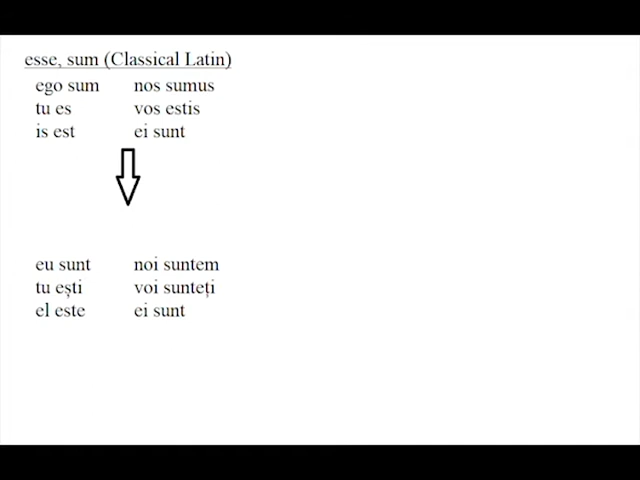 esse, sum (Classical Latin)
ego sum nos sumus
tu es vos estis
is est ei sunt
eu sunt noi suntem
tu ești voi sunteți
el este ei sunt